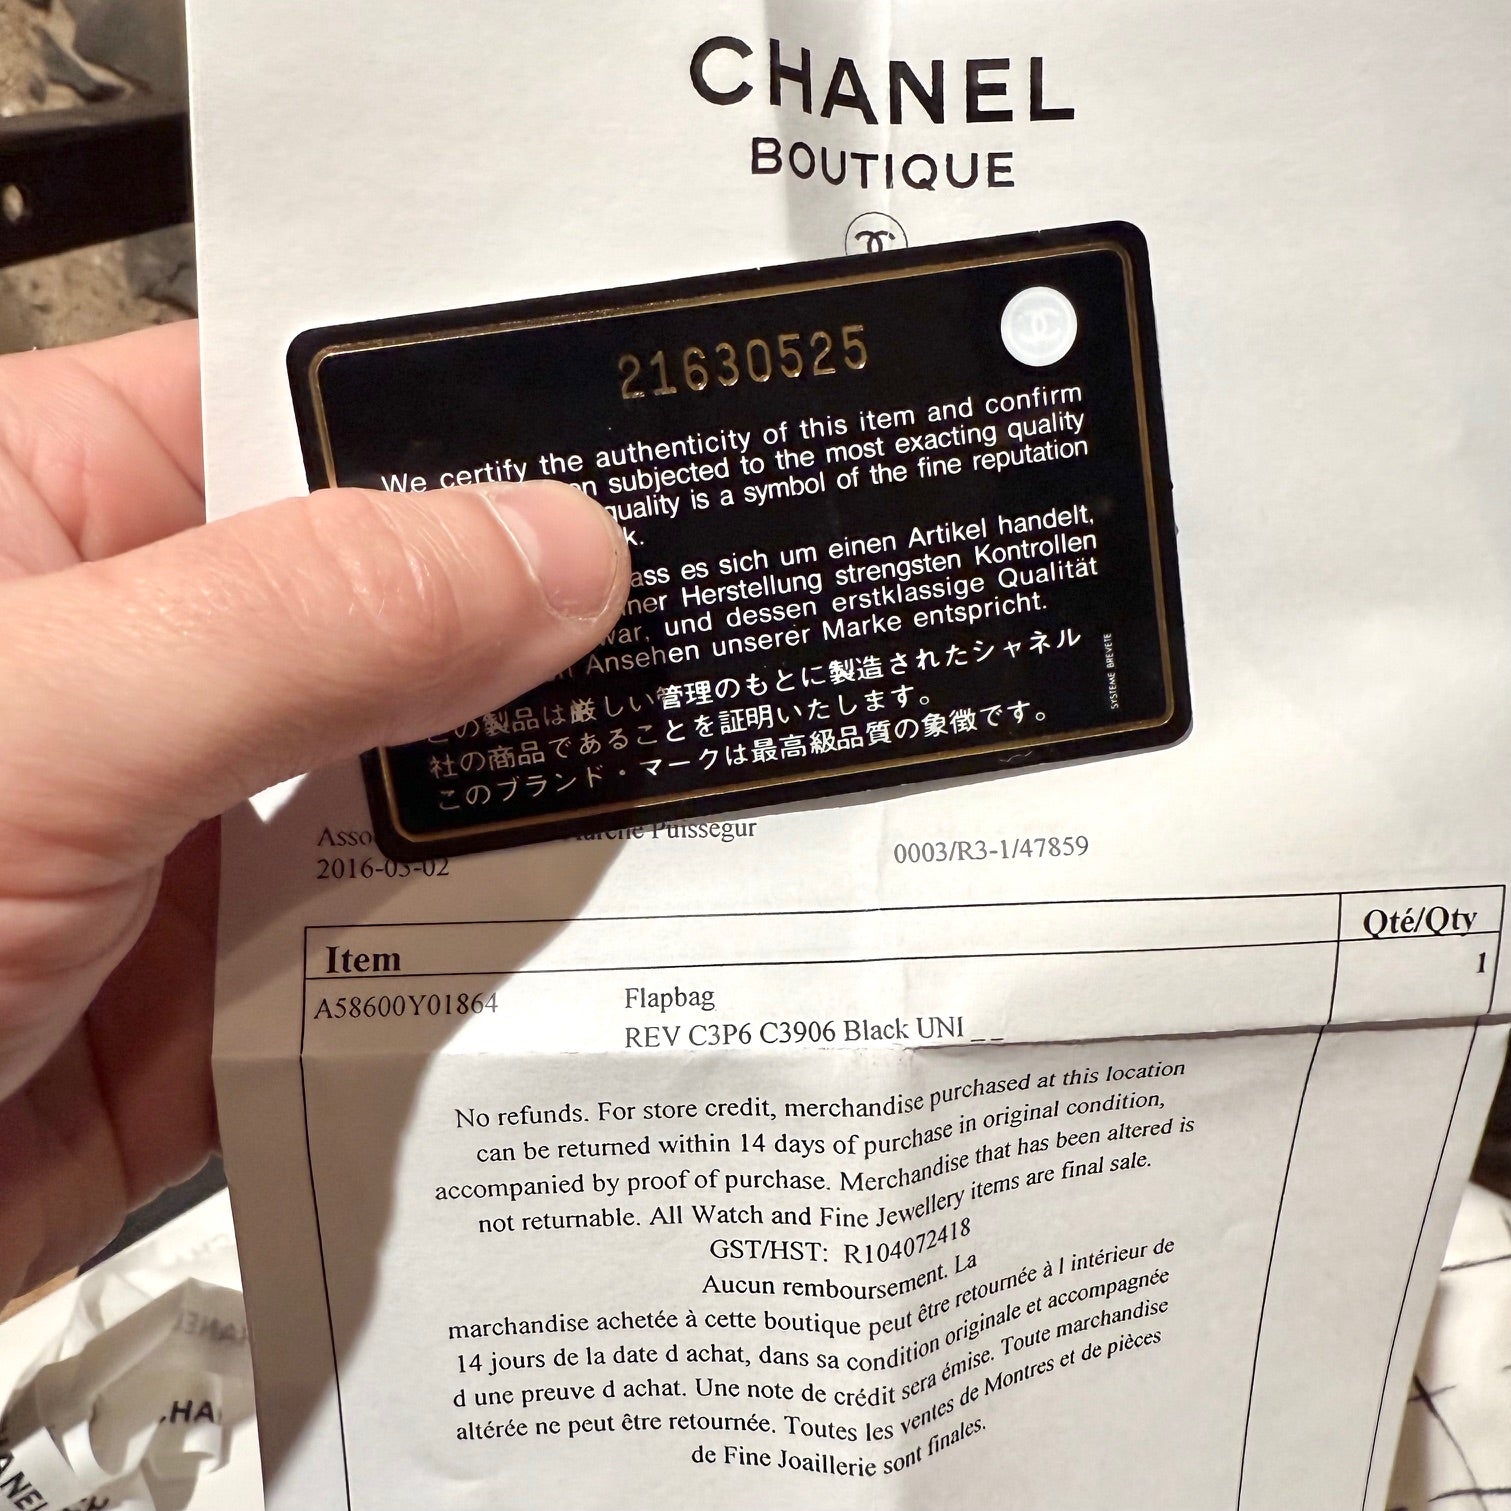 CHANEL
BOUTIQUE
21630525
We certify the authenticity of this item and confirm
subjected to the most exacting quality
quality is a symbol of the fine reputation
es sich um einen Artikel handelt,
Herstellung strengsten Kontrollen
und dessen erstklassige Qualität
Ansehen unserer Marke entspricht.
の製品は厳しい管理のもとに製造されたシャネル
社の商品であることを証明いたします。
このブランド・マークは最高級品質の象徴です。
SYSTEME BREVETE
Puissegur
2016-03-02
0003/R3-1/47859
Item
Qté/Qty
A58600Y01864
Flapbag
1
REV C3P6 C3906 Black UNI _ _
No refunds. For store credit, merchandise purchased at this location
can be returned within 14 days of purchase in original condition,
accompanied by proof of purchase. Merchandise that has been altered is
not returnable. All Watch and Fine Jewellery items are final sale.
GST/HST: R104072418
Aucun remboursement. La
marchandise achetée à cette boutique peut être retournée à l intérieur de
14 jours de la date d achat, dans sa condition originale et accompagnée
d une preuve d achat. Une note de crédit sera émise. Toute marchandise
altérée ne peut être retournée. Toutes les ventes de Montres et de pièces
de Fine Joaillerie sont finales.